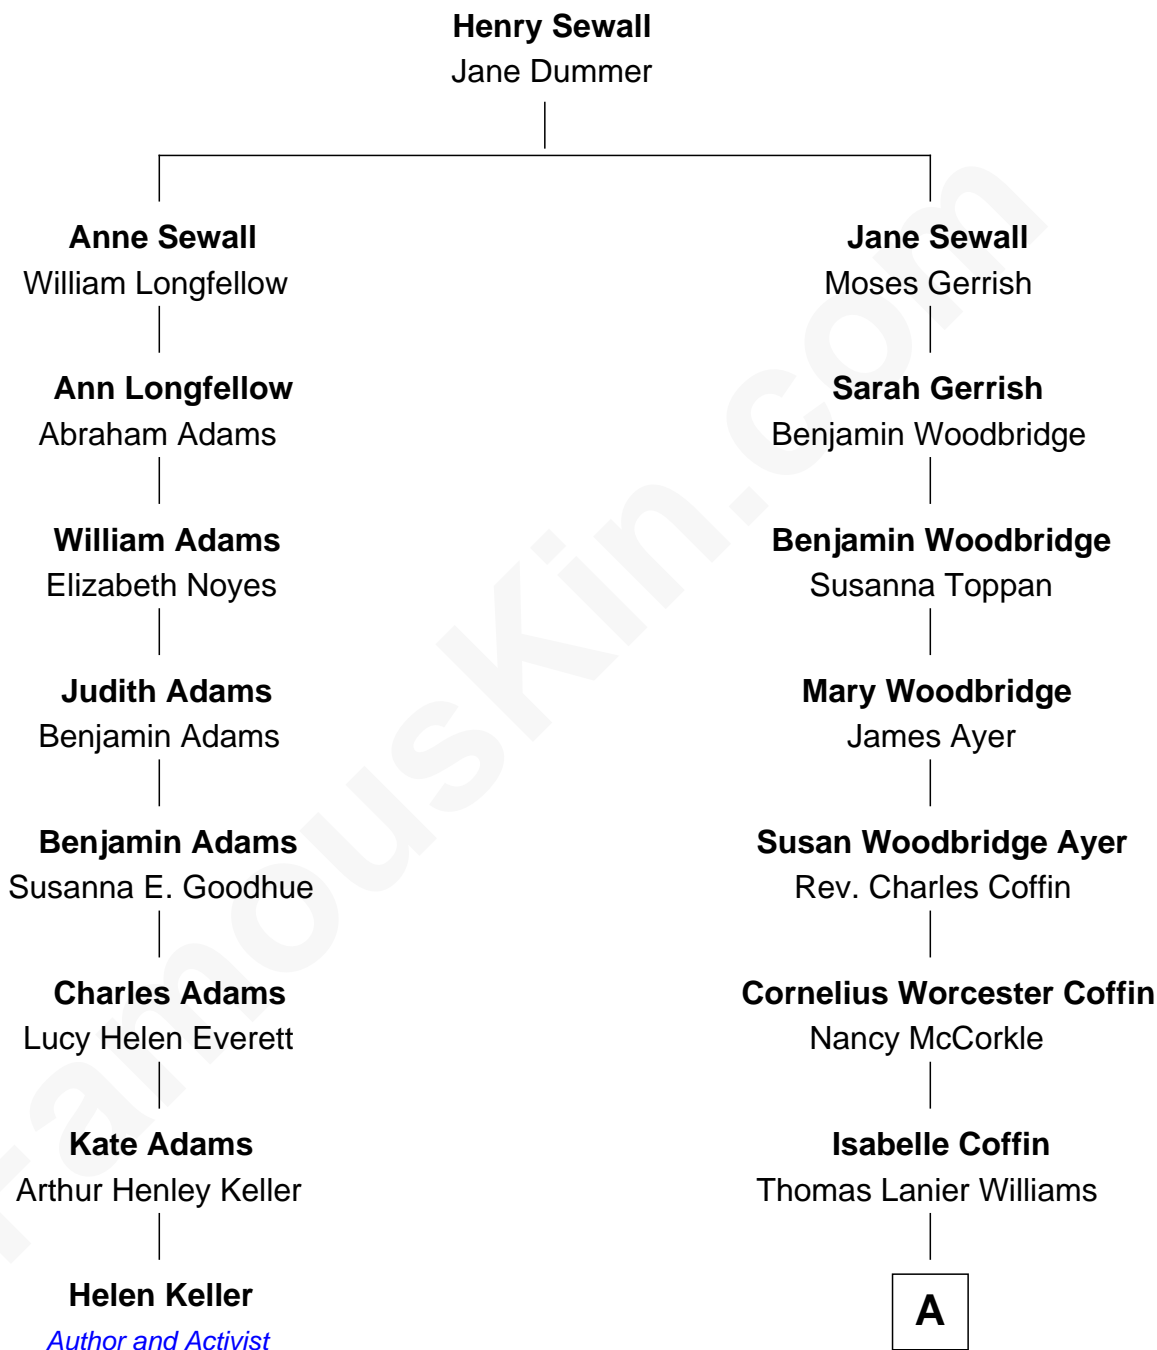 Henry Sewall
Jane Dummer
Anne Sewall
William Longfellow
Jane Sewall
Moses Gerrish
Ann Longfellow
Abraham Adams
Sarah Gerrish
Benjamin Woodbridge
William Adams
Elizabeth Noyes
Benjamin Woodbridge
Susanna Toppan
Judith Adams
Benjamin Adams
Mary Woodbridge
James Ayer
Benjamin Adams
Susanna E. Goodhue
Susan Woodbridge Ayer
Rev. Charles Coffin
Charles Adams
Lucy Helen Everett
Cornelius Worcester Coffin
Nancy McCorkle
Kate Adams
Arthur Henley Keller
Isabelle Coffin
Thomas Lanier Williams
Helen Keller
Author and Activist
A
FamousKin.com